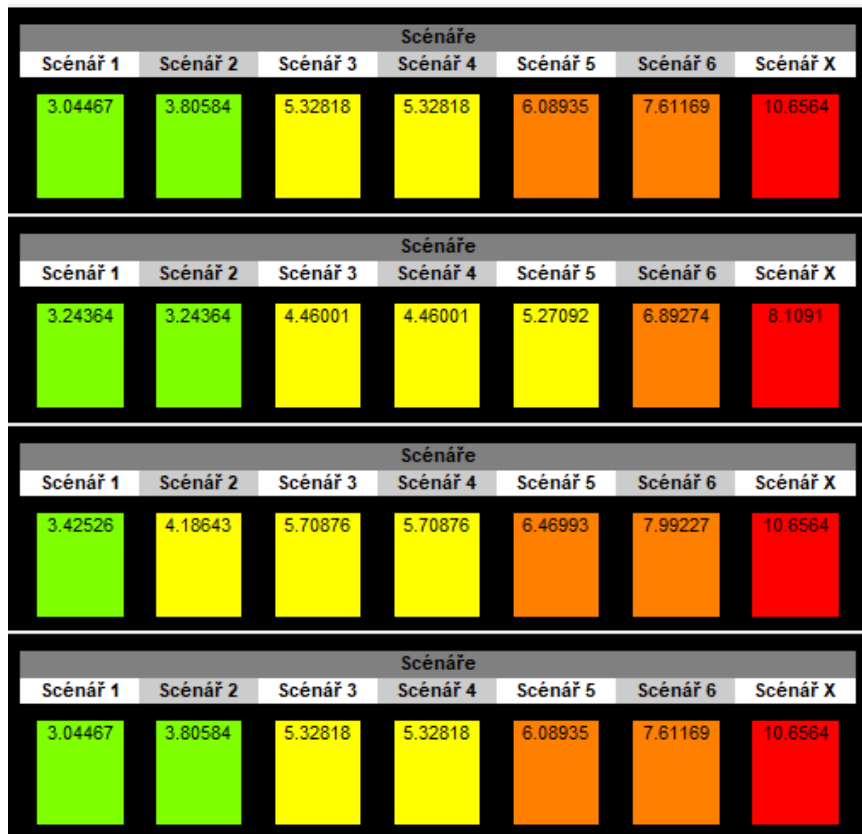 Scénáře
Scénář 1 Scénář 2 Scénář 3 Scénář 4 Scénář 5 Scénář 6 Scénář X
3.04467 3.80584 5.32818 5.32818 6.08935 7.61169 10.6564
Scénáře
Scénář 1 Scénář 2 Scénář 3 Scénář 4 Scénář 5 Scénář 6 Scénář X
3.24364 3.24364 4.46001 4.46001 5.27092 6.89274 8.1091
Scénáře
Scénář 1 Scénář 2 Scénář 3 Scénář 4 Scénář 5 Scénář 6 Scénář X
3.42526 4.18643 5.70876 5.70876 6.46993 7.99227 10.6564
Scénáře
Scénář 1 Scénář 2 Scénář 3 Scénář 4 Scénář 5 Scénář 6 Scénář X
3.04467 3.80584 5.32818 5.32818 6.08935 7.61169 10.6564